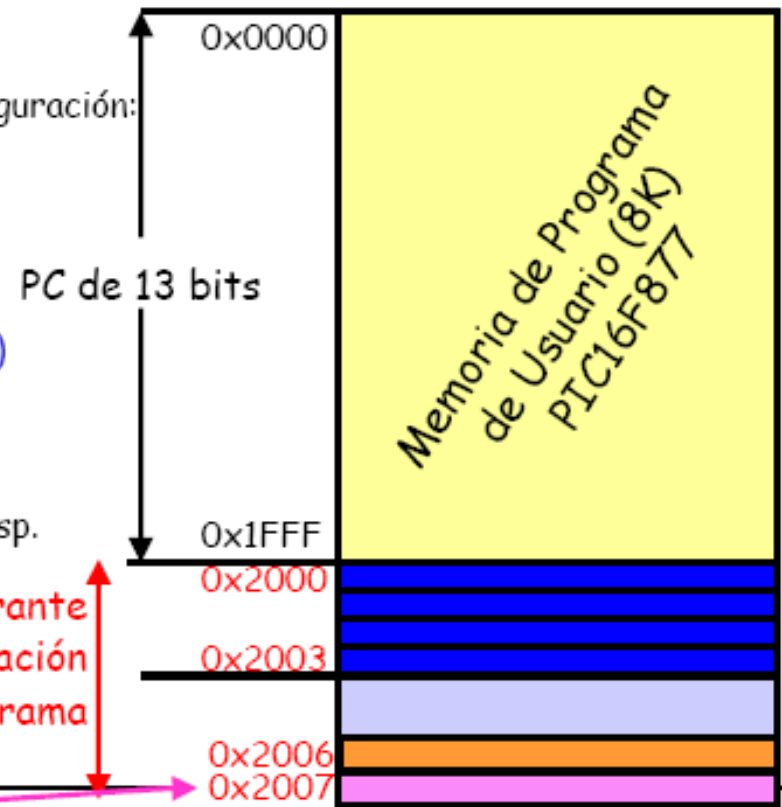 0x0000
guración:
Memoria de Programa
de Usuario (8K)
PIC16F877
PC de 13 bits
)
sp.
0x1FFF
0x2000
rante
ación
0x2003
rama
0x2006
0x2007